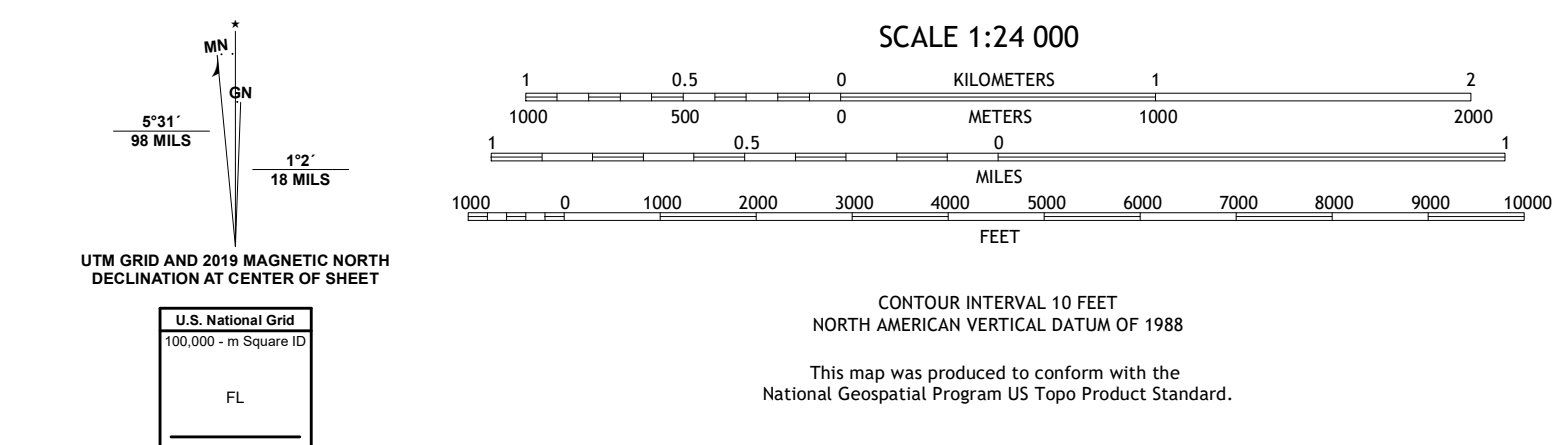 ★
MN
GN
5°31´
98 MILS
1°2´
18 MILS
UTM GRID AND 2019 MAGNETIC NORTH
DECLINATION AT CENTER OF SHEET
U.S. National Grid
100,000 - m Square ID
FL
SCALE 1:24 000
1 0.5 0 KILOMETERS 1 2
1000 500 0 METERS 1000 2000
1 0.5 0 1
MILES
1000 0 1000 2000 3000 4000 5000 6000 7000 8000 9000 10000
FEET
CONTOUR INTERVAL 10 FEET
NORTH AMERICAN VERTICAL DATUM OF 1988
This map was produced to conform with the
National Geospatial Program US Topo Product Standard.